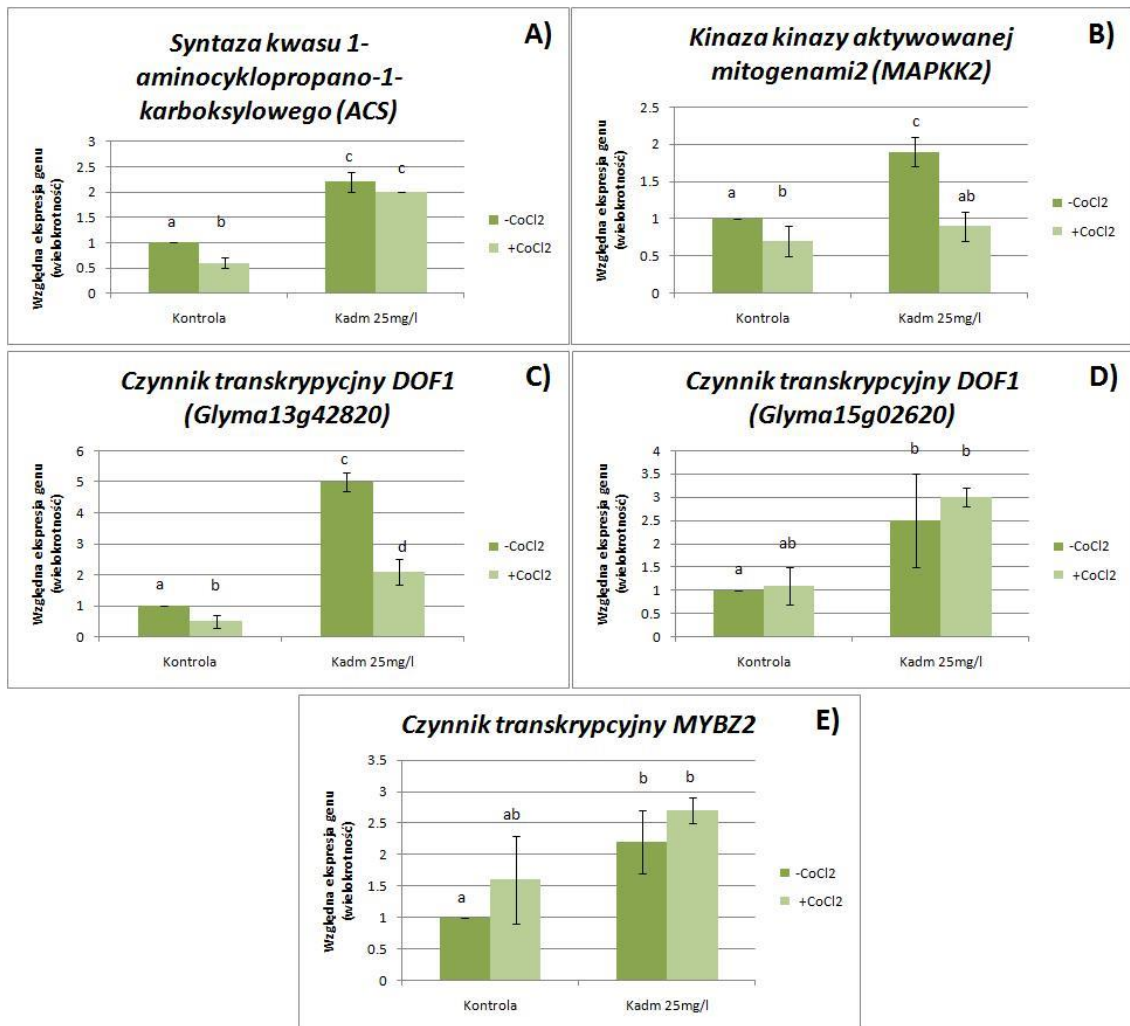 A)
Syntaza kwasu 1-
aminocyklopropano-1-
karboksylowego (ACS)
Względna ekspresja genu
(wielokrotność)
3
2.5
2
1.5
1
0.5
0
a
b
c
c
Kontrola
Kadm 25mg/l
-CoCl2
+CoCl2
B)
Kinaza kinazy aktywowanej
mitogenami2 (MAPKK2)
Względna ekspresja genu
(wielokrotność)
2.5
2
1.5
1
0.5
0
a
b
c
ab
Kontrola
Kadm 25mg/l
-CoCl2
+CoCl2
C)
Czynnik transkrypycjny DOF1
(Glyma13g42820)
Względna ekspresja genu
(wielokrotność)
6
5
4
3
2
1
0
a
b
c
d
Kontrola
Kadm 25mg/l
-CoCl2
+CoCl2
D)
Czynnik transkrypcyjny DOF1
(Glyma15g02620)
Względna ekspresja genu
(wielokrotność)
4
3.5
3
2.5
2
1.5
1
0.5
0
a
ab
b
b
Kontrola
Kadm 25mg/l
-CoCl2
+CoCl2
E)
Czynnik transkrypcyjny MYBZ2
Względna ekspresja genu
(wielokrotność)
3.5
3
2.5
2
1.5
1
0.5
0
a
ab
b
b
Kontrola
Kadm 25mg/l
-CoCl2
+CoCl2